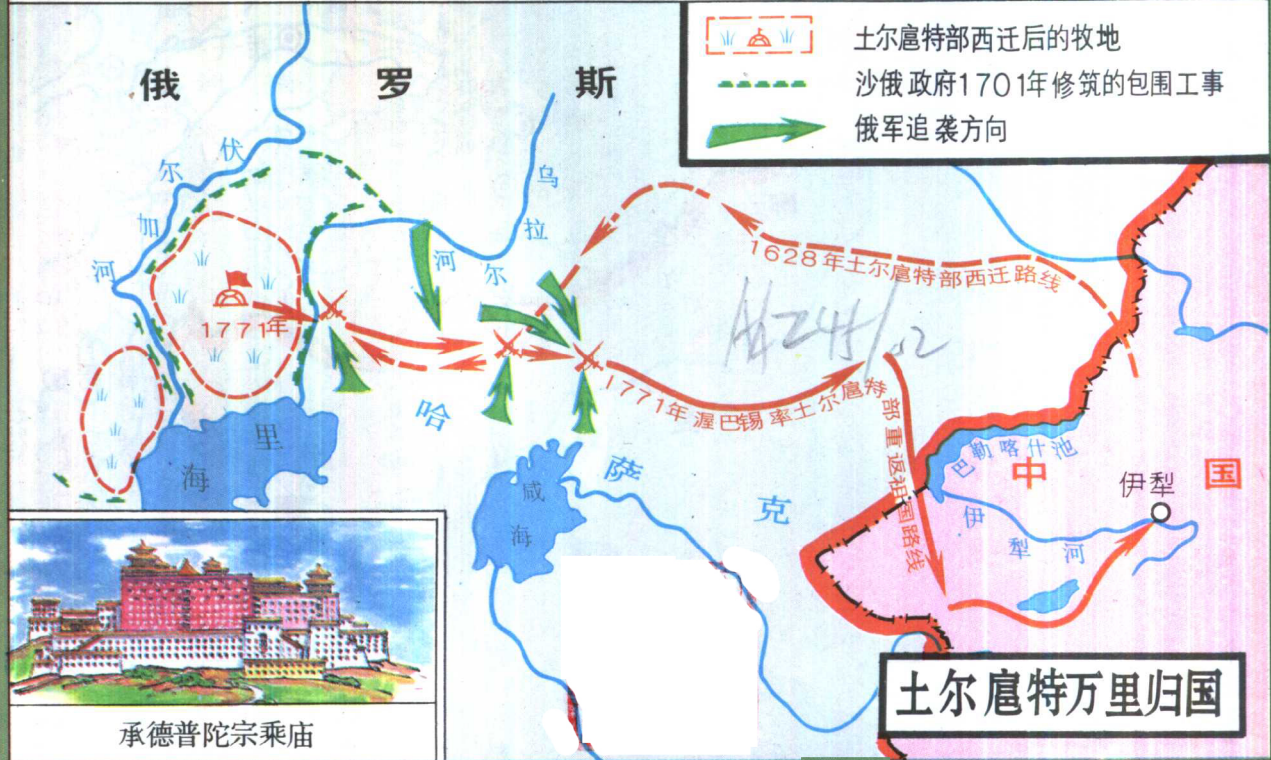 土尔扈特部西迁后的牧地
沙俄政府1701年修筑的包围工事
俄军追袭方向
俄罗斯
伏尔加河
乌拉尔河
1628年土尔扈特部西迁路线
1771年
1771年渥巴锡率土尔扈特部重返祖国路线
哈萨克
里海
咸海
巴勒喀什池
中国
伊犁
伊犁河
土尔扈特万里归国
承德普陀宗乘庙